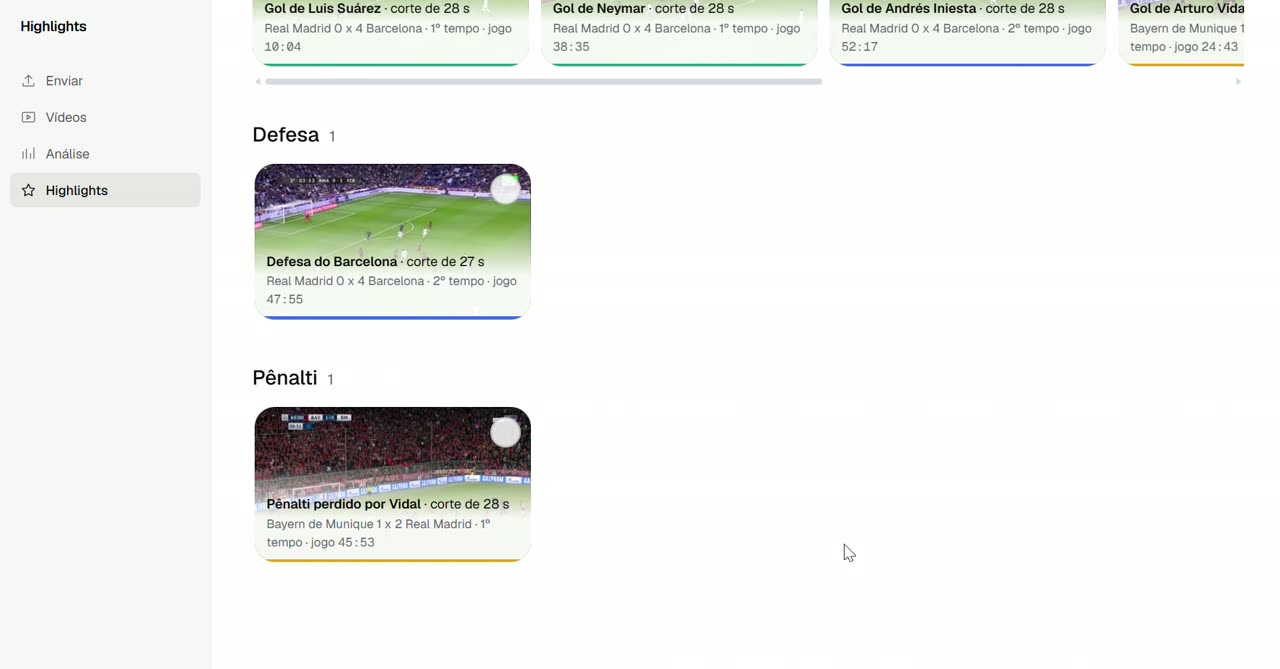 Highlights
Enviar
Vídeos
Análise
Highlights
Gol de Luis Suárez · corte de 28 s
Real Madrid 0 x 4 Barcelona · 1º tempo · jogo
10:04
Gol de Neymar · corte de 28 s
Real Madrid 0 x 4 Barcelona · 1º tempo · jogo
38:35
Gol de Andrés Iniesta · corte de 28 s
Real Madrid 0 x 4 Barcelona · 2º tempo · jogo
52:17
Gol de Arturo Vida
Bayern de Munique 1
tempo · jogo 24:43
Defesa 1
Defesa do Barcelona · corte de 27 s
Real Madrid 0 x 4 Barcelona · 2º tempo · jogo
47:55
Pênalti 1
45:00
GAZPROM
Pênalti perdido por Vidal · corte de 28 s
Bayern de Munique 1 x 2 Real Madrid · 1º
tempo · jogo 45:53